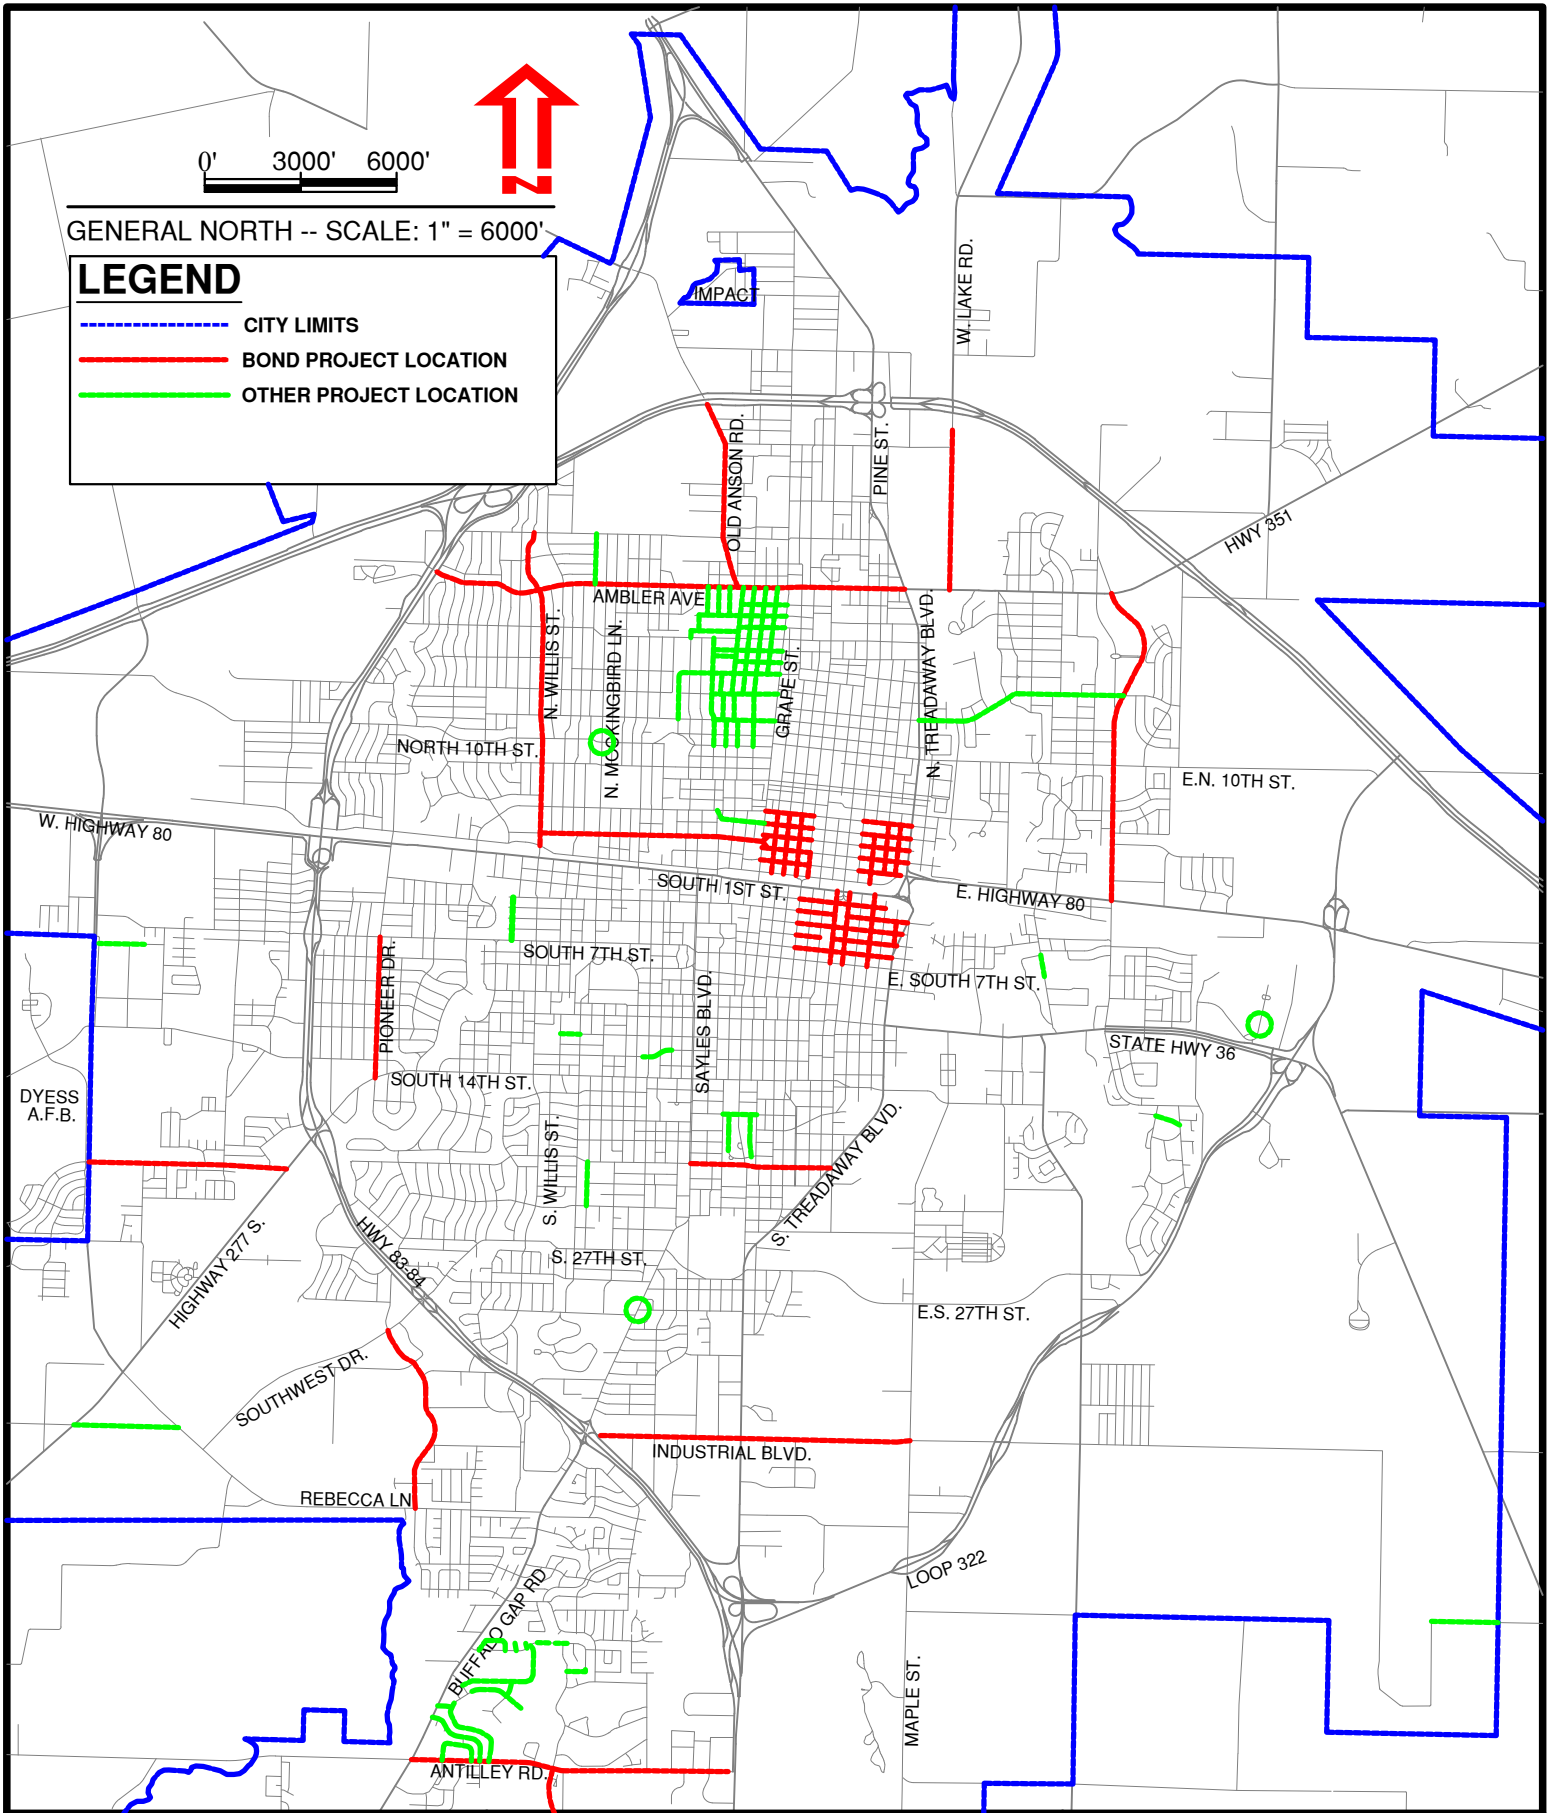 0' 3000' 6000'
N
GENERAL NORTH -- SCALE: 1" = 6000'
LEGEND
CITY LIMITS
BOND PROJECT LOCATION
OTHER PROJECT LOCATION
IMPACT
W. LAKE RD.
OLD ANSON RD.
PINE ST.
HWY 351
AMBLER AVE
N. WILLIS ST.
N. MOCKINGBIRD LN.
GRAPE ST.
N. TREADAWAY BLVD.
NORTH 10TH ST.
E.N. 10TH ST.
W. HIGHWAY 80
SOUTH 1ST ST.
E. HIGHWAY 80
PIONEER DR.
SOUTH 7TH ST.
SAYLES BLVD.
E. SOUTH 7TH ST.
STATE HWY 36
SOUTH 14TH ST.
DYESS
A.F.B.
S. WILLIS ST.
S. TREADAWAY BLVD.
HIGHWAY 277 S.
HWY 83-84
S. 27TH ST.
E.S. 27TH ST.
SOUTHWEST DR.
INDUSTRIAL BLVD.
REBECCA LN
LOOP 322
BUFFALO GAP RD
MAPLE ST.
ANTILLEY RD.